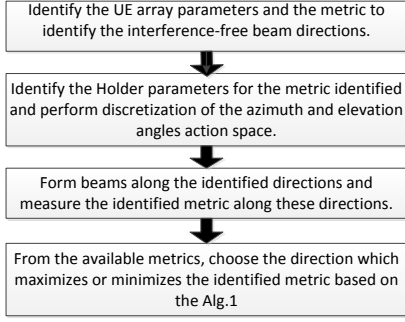 Identify the UE array parameters and the metric to
identify the interference-free beam directions.
Identify the Holder parameters for the metric identified
and perform discretization of the azimuth and elevation
angles action space.
Form beams along the identified directions and
measure the identified metric along these directions.
From the available metrics, choose the direction which
maximizes or minimizes the identified metric based on
the Alg.1